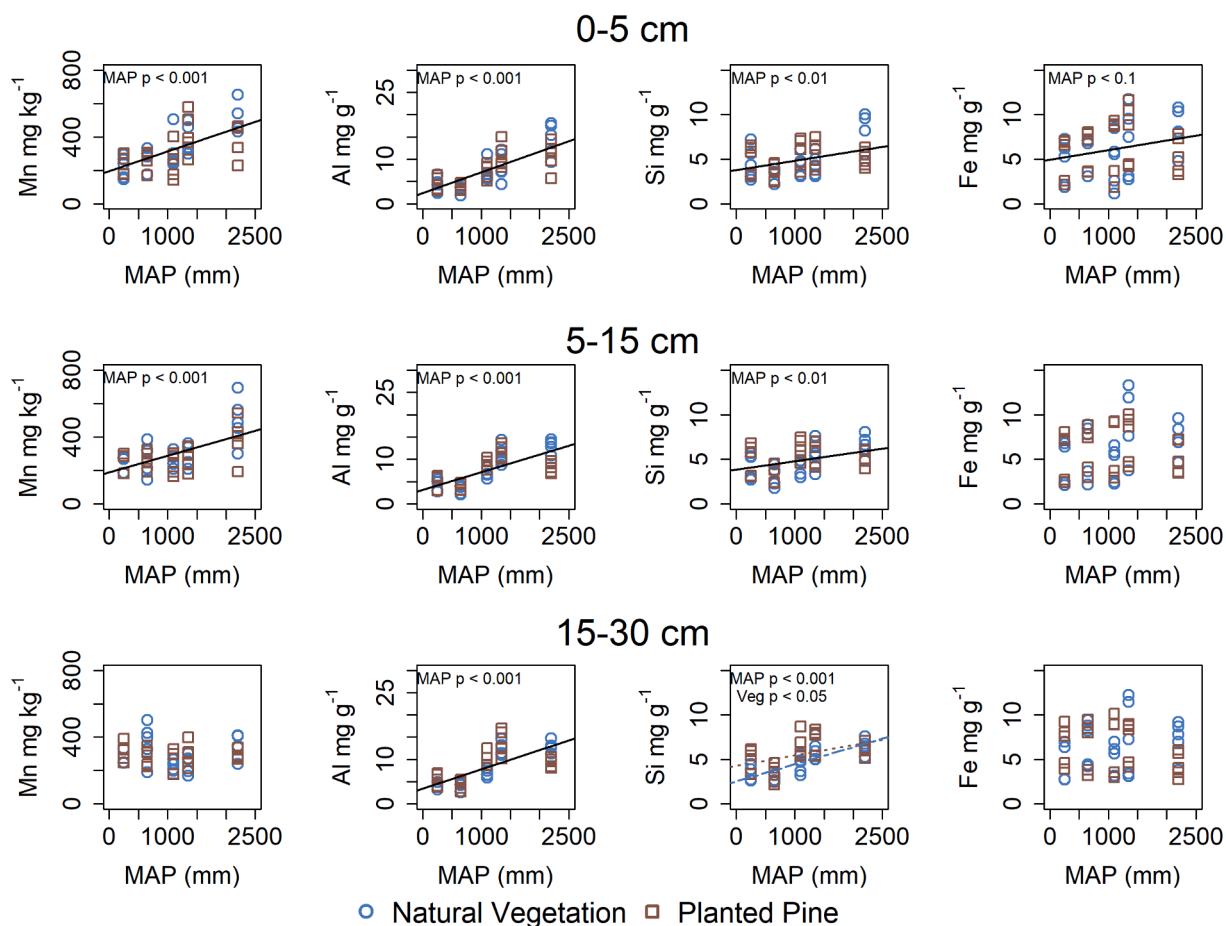 0-5 cm
Mn mg kg⁻¹
0 400 800
MAP p < 0.001
0 1000 2500
MAP (mm)
Al mg g⁻¹
0 10 25
MAP p < 0.001
0 1000 2500
MAP (mm)
Si mg g⁻¹
0 5 10
MAP p < 0.01
0 1000 2500
MAP (mm)
Fe mg g⁻¹
0 5 10
MAP p < 0.1
0 1000 2500
MAP (mm)
5-15 cm
Mn mg kg⁻¹
0 400 800
MAP p < 0.001
0 1000 2500
MAP (mm)
Al mg g⁻¹
0 10 25
MAP p < 0.001
0 1000 2500
MAP (mm)
Si mg g⁻¹
0 5 10
MAP p < 0.01
0 1000 2500
MAP (mm)
Fe mg g⁻¹
0 5 10
0 1000 2500
MAP (mm)
15-30 cm
Mn mg kg⁻¹
0 400 800
0 1000 2500
MAP (mm)
Al mg g⁻¹
0 10 25
MAP p < 0.001
0 1000 2500
MAP (mm)
Si mg g⁻¹
0 5 10
MAP p < 0.001
Veg p < 0.05
0 1000 2500
MAP (mm)
Fe mg g⁻¹
0 5 10
0 1000 2500
MAP (mm)
Natural Vegetation Planted Pine